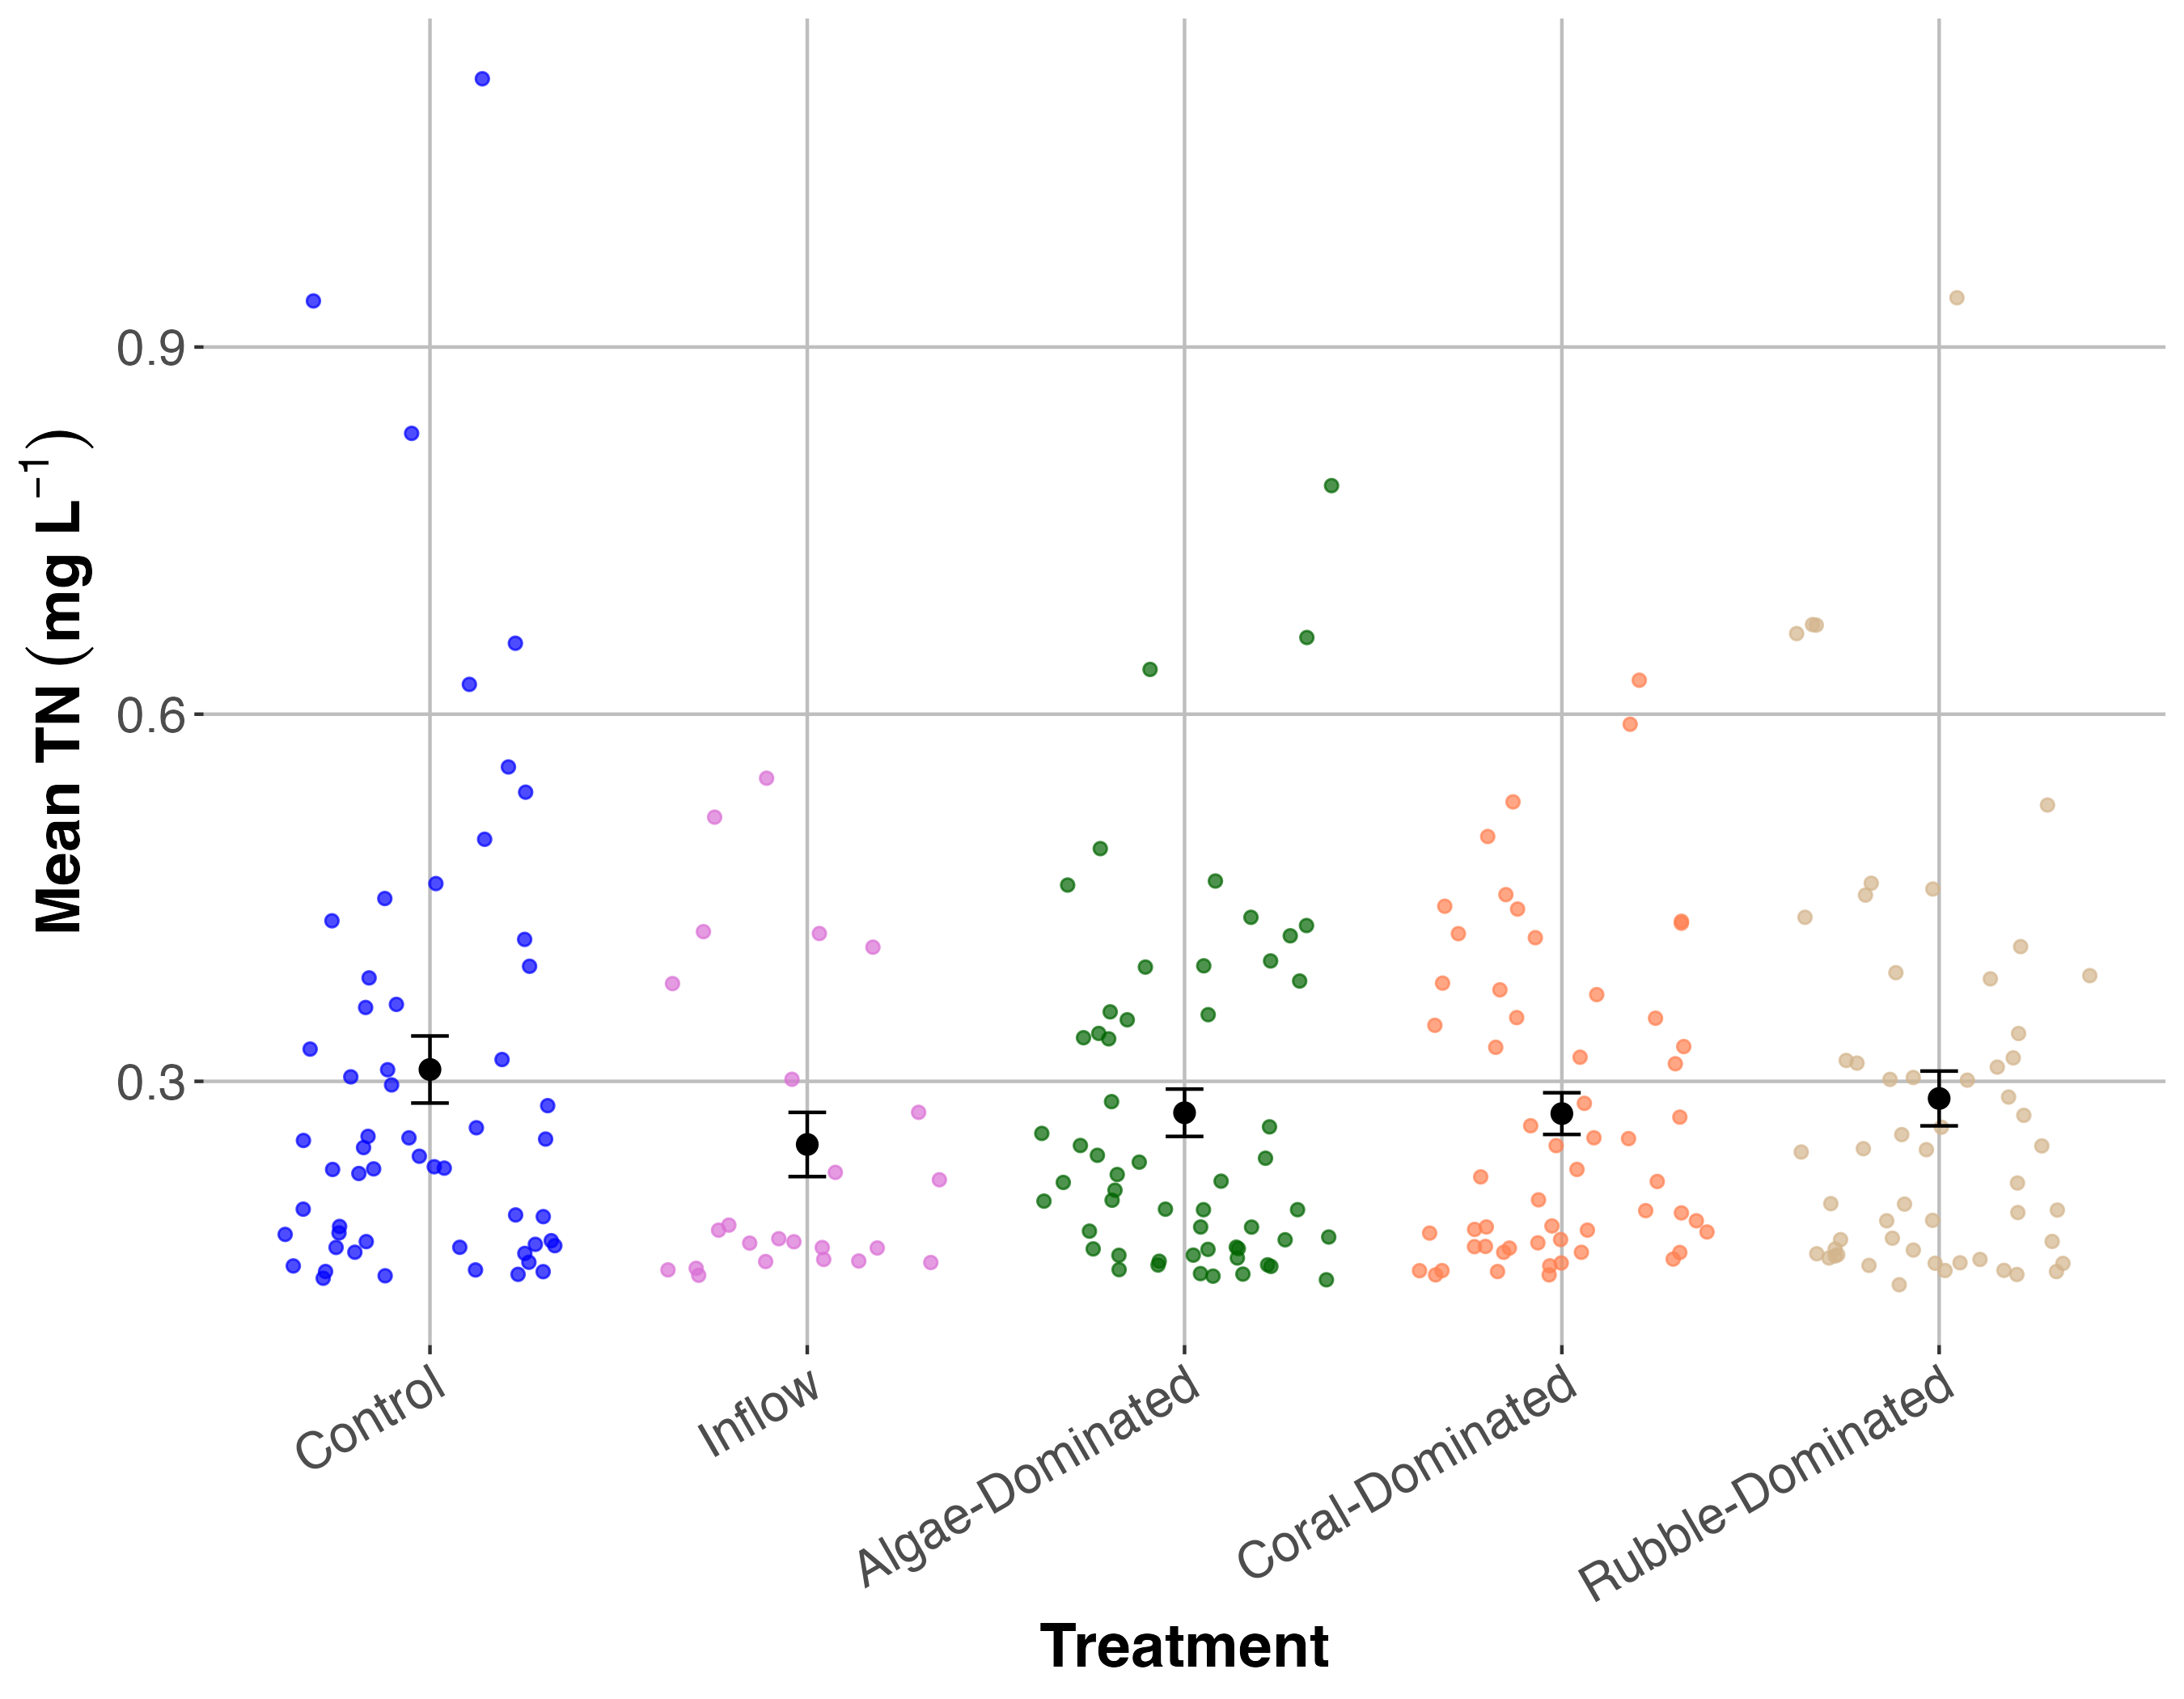 Mean TN (mg L⁻¹)
0.9
0.6
0.3
Control
Inflow
Algae-Dominated
Coral-Dominated
Rubble-Dominated
Treatment